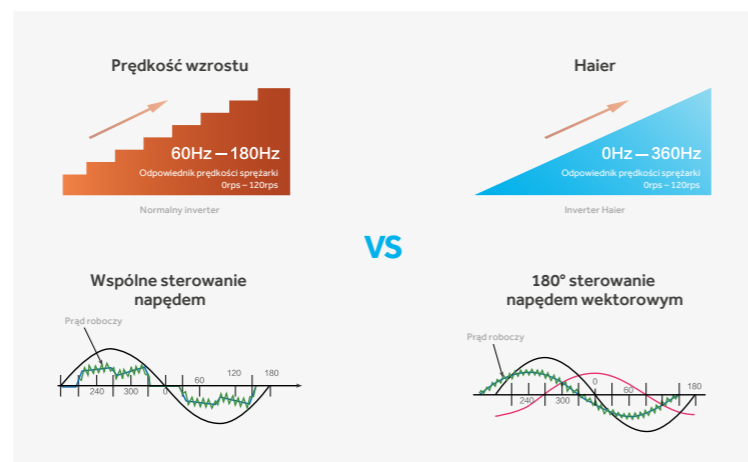 Prędkość wzrostu
60Hz — 180Hz
Odpowiednik prędkości sprężarki
0rps – 120rps
Normalny inverter
Haier
0Hz — 360Hz
Odpowiednik prędkości sprężarki
0rps – 120rps
Inverter Haier
VS
Wspólne sterowanie
napędem
Prąd roboczy
240
300
0
60
120
180
180° sterowanie
napędem wektorowym
Prąd roboczy
240
300
0
60
180